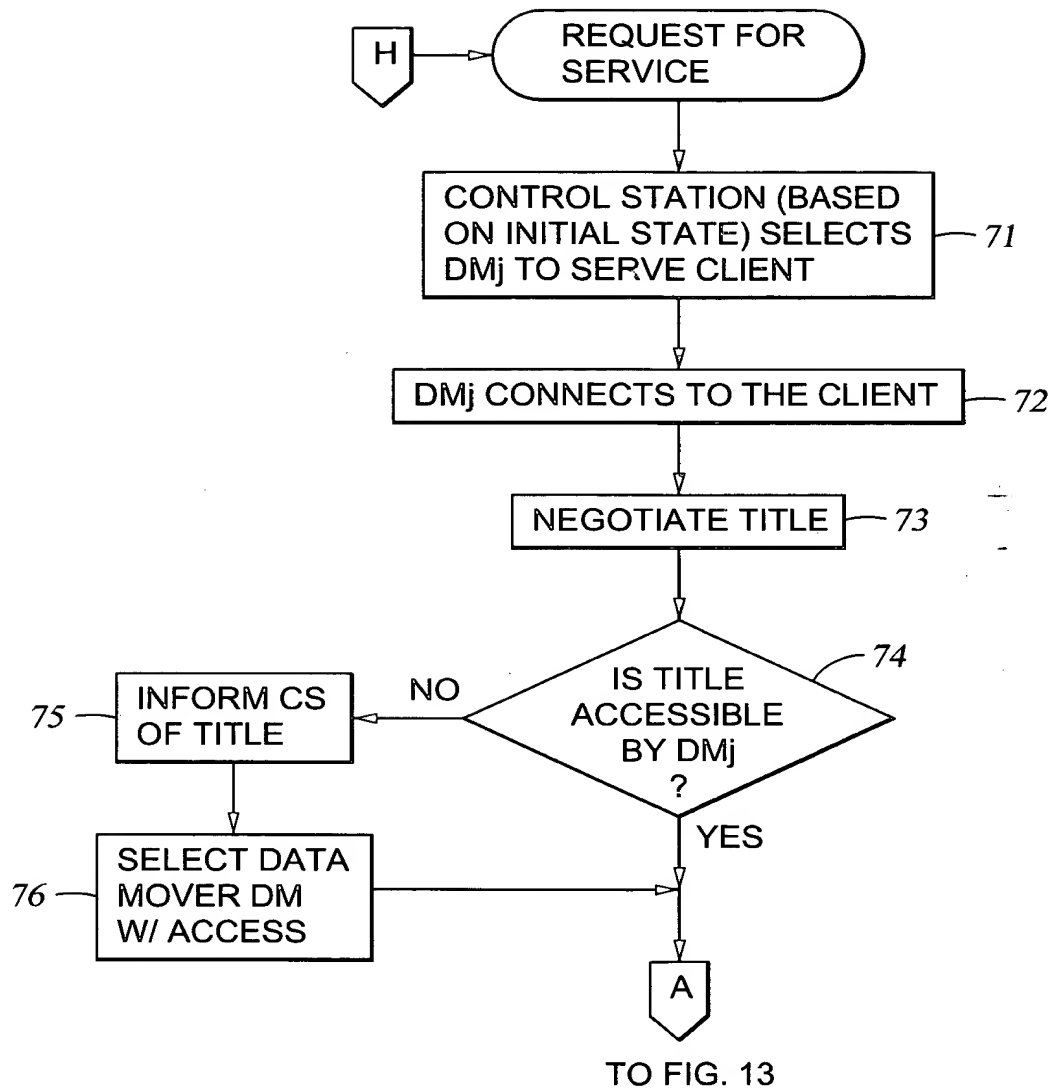 H
REQUEST FOR
SERVICE
CONTROL STATION (BASED
ON INITIAL STATE) SELECTS
DMj TO SERVE CLIENT
71
DMj CONNECTS TO THE CLIENT
72
NEGOTIATE TITLE
73
IS TITLE
ACCESSIBLE
BY DMj
?
74
NO
YES
INFORM CS
OF TITLE
75
SELECT DATA
MOVER DM
W/ ACCESS
76
A
TO FIG. 13